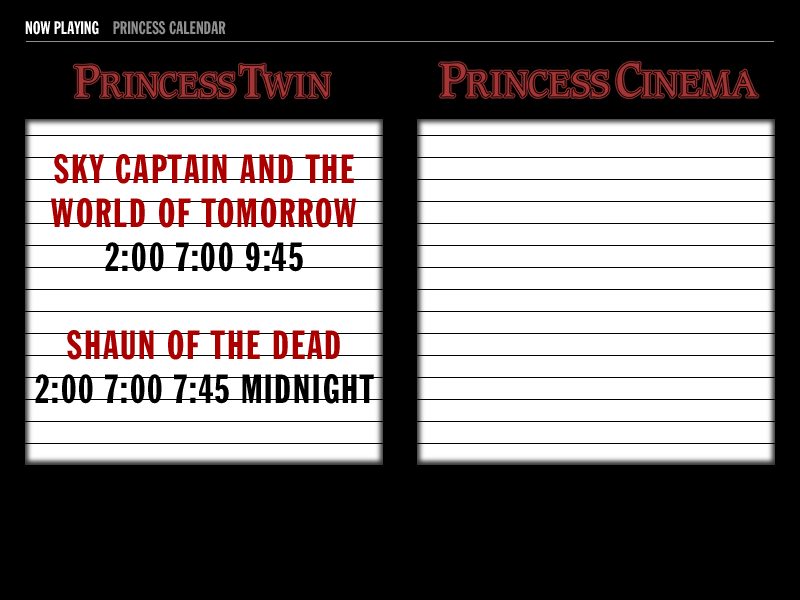 NOW PLAYING PRINCESS CALENDAR
PRINCESS TWIN
SKY CAPTAIN AND THE
WORLD OF TOMORROW
2:00 7:00 9:45
SHAUN OF THE DEAD
2:00 7:00 7:45 MIDNIGHT
PRINCESS CINEMA